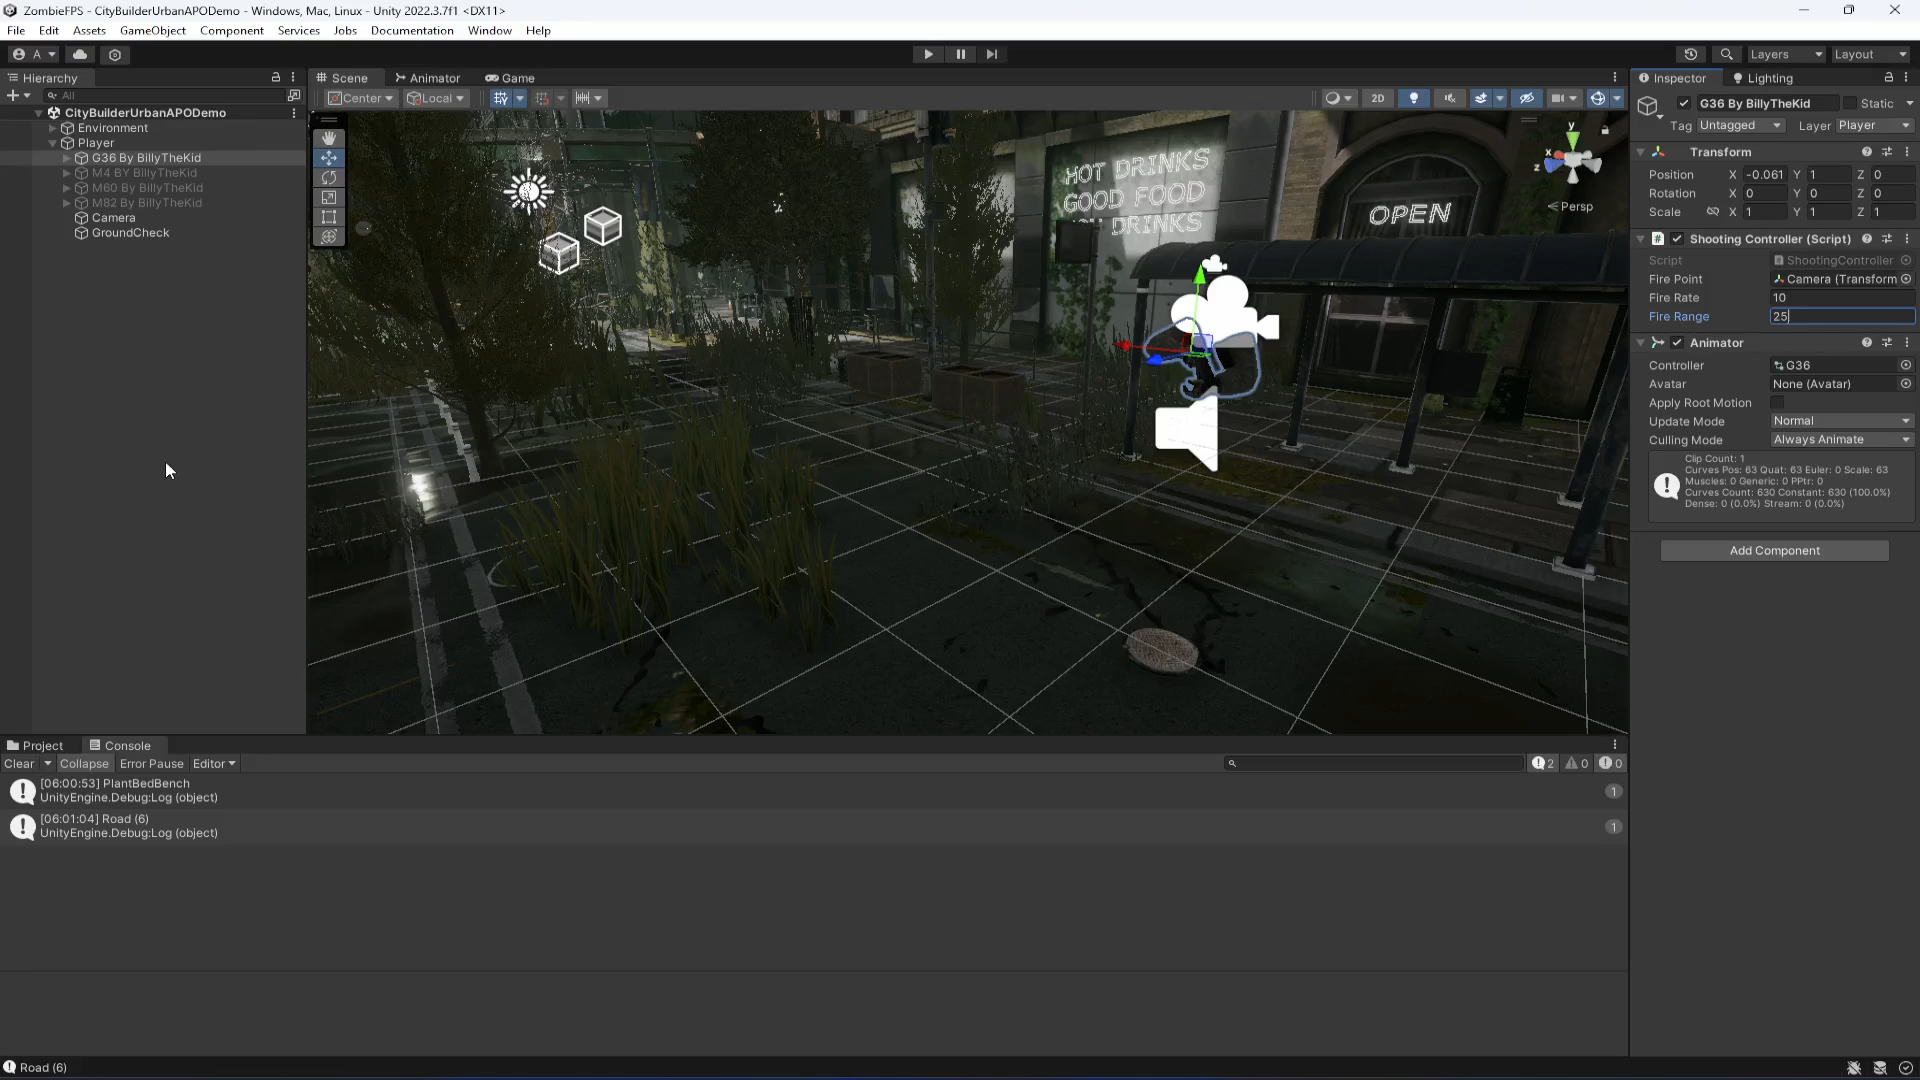 ZombieFPS - CityBuilderUrbanAPODemo - Windows, Mac, Linux - Unity 2022.3.7f1 <DX11>
File Edit Assets GameObject Component Services Jobs Documentation Window Help
A Layers Layout
Hierarchy
All
CityBuilderUrbanAPODemo
Environment
Player
G36 By BillyTheKid
M4 BY BillyTheKid
M60 By BillyTheKid
M82 By BillyTheKid
Camera
GroundCheck
Scene Animator Game
Center Local 2D
HOT DRINKS
GOOD FOOD
DRINKS
OPEN
y
x
z
Persp
Inspector Lighting
G36 By BillyTheKid Static
Tag Untagged Layer Player
Transform
Position X -0.061 Y 1 Z 0
Rotation X 0 Y 0 Z 0
Scale X 1 Y 1 Z 1
# Shooting Controller (Script)
Script ShootingController
Fire Point Camera (Transform
Fire Rate 10
Fire Range 25
Animator
Controller G36
Avatar None (Avatar)
Apply Root Motion
Update Mode Normal
Culling Mode Always Animate
Clip Count: 1
Curves Pos: 63 Quat: 63 Euler: 0 Scale: 63
Muscles: 0 Generic: 0 PPtr: 0
Curves Count: 630 Constant: 630 (100.0%)
Dense: 0 (0.0%) Stream: 0 (0.0%)
Add Component
Project Console
Clear Collapse Error Pause Editor 2 0 0
[06:00:53] PlantBedBench
UnityEngine.Debug:Log (object)
1
[06:01:04] Road (6)
UnityEngine.Debug:Log (object)
1
Road (6)